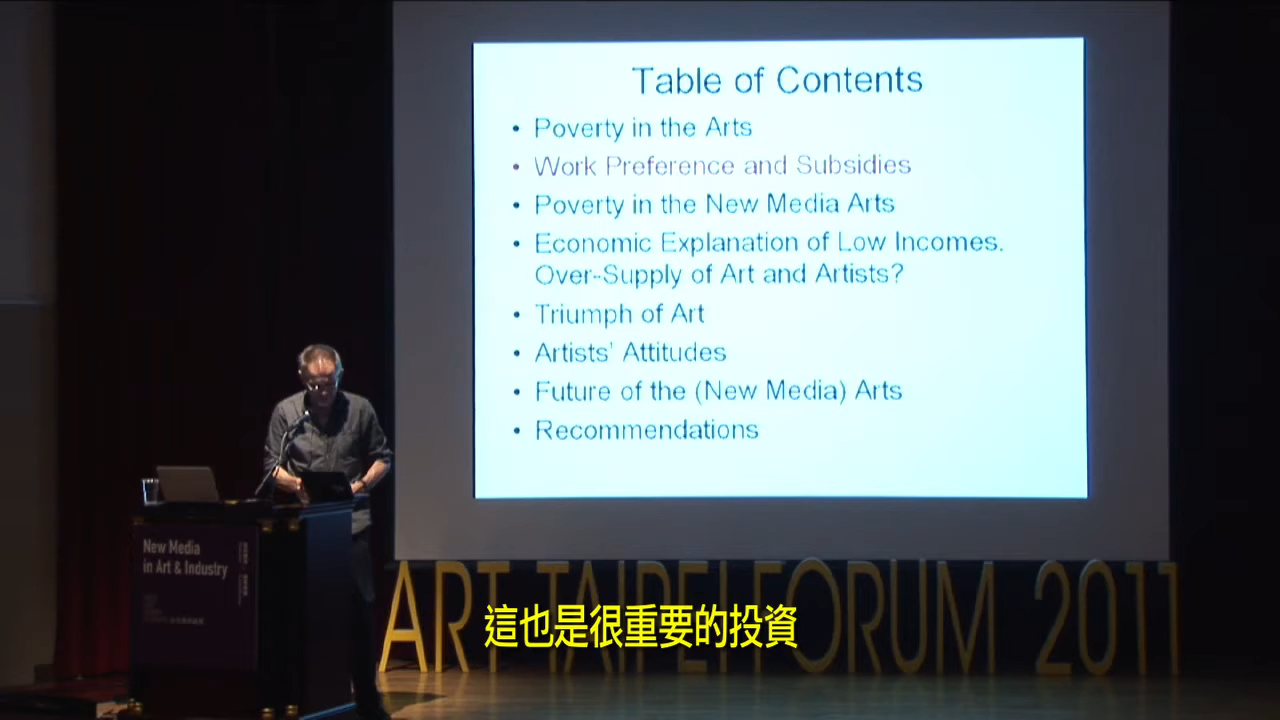 Table of Contents
• Poverty in the Arts
• Work Preference and Subsidies
• Poverty in the New Media Arts
• Economic Explanation of Low Incomes.
Over-Supply of Art and Artists?
• Triumph of Art
• Artists' Attitudes
• Future of the (New Media) Arts
• Recommendations
New Media
in Art & Industry
ART TAIPEI FORUM 2011
這也是很重要的投資